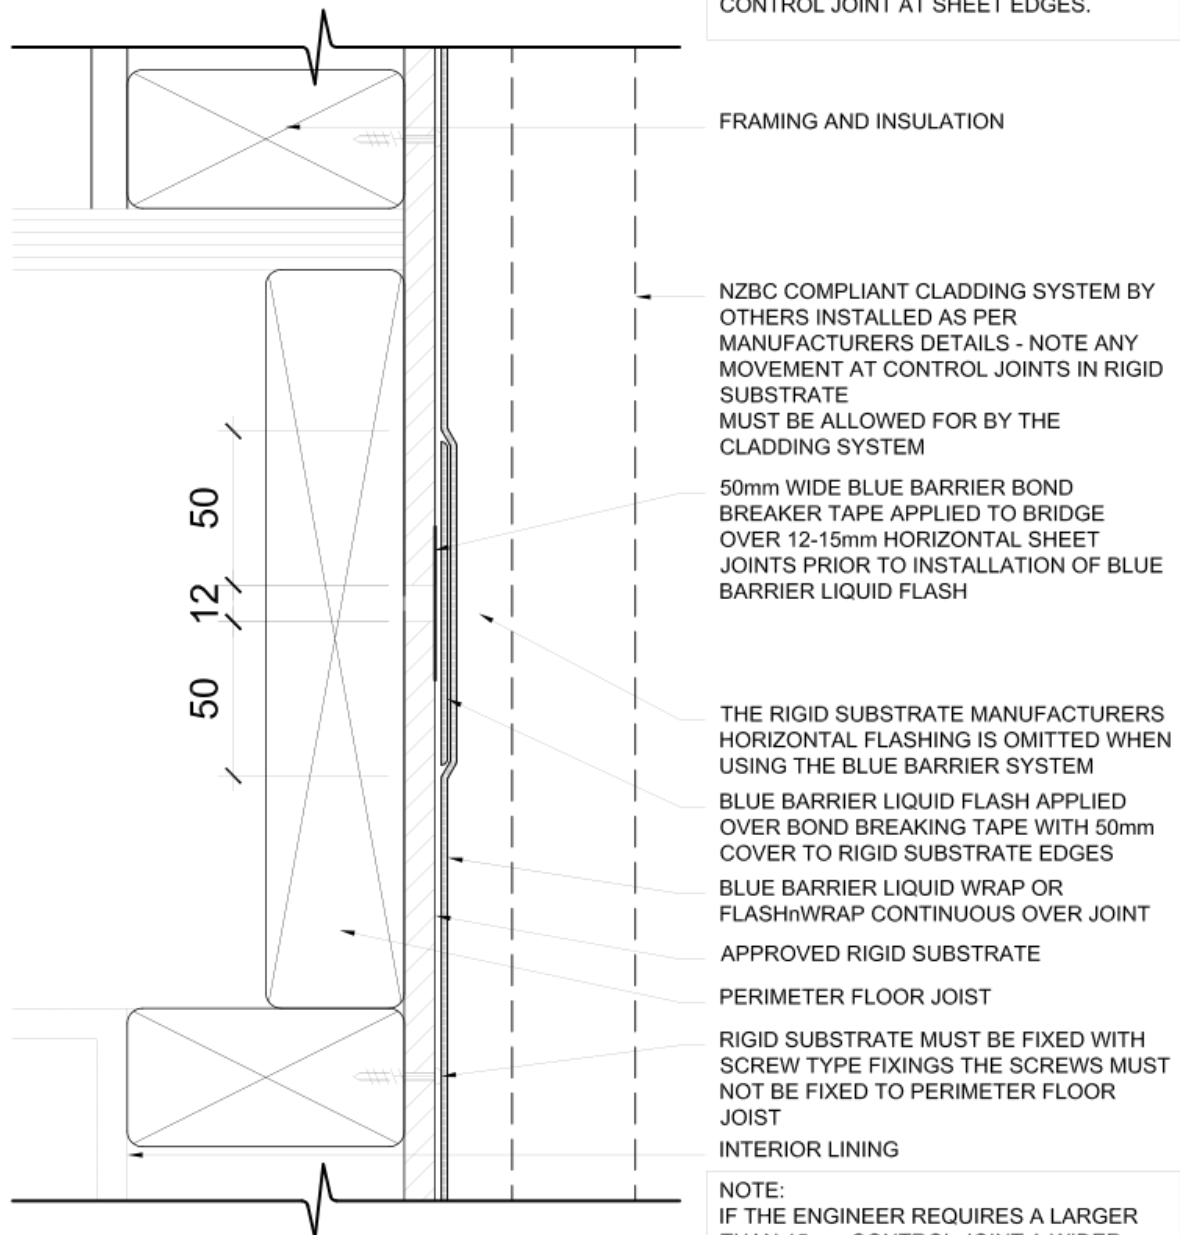 CONTROL JOINT AT SHEET EDGES.
FRAMING AND INSULATION
NZBC COMPLIANT CLADDING SYSTEM BY
OTHERS INSTALLED AS PER
MANUFACTURERS DETAILS - NOTE ANY
MOVEMENT AT CONTROL JOINTS IN RIGID
SUBSTRATE
MUST BE ALLOWED FOR BY THE
CLADDING SYSTEM
50
12
50
50mm WIDE BLUE BARRIER BOND
BREAKER TAPE APPLIED TO BRIDGE
OVER 12-15mm HORIZONTAL SHEET
JOINTS PRIOR TO INSTALLATION OF BLUE
BARRIER LIQUID FLASH
THE RIGID SUBSTRATE MANUFACTURERS
HORIZONTAL FLASHING IS OMITTED WHEN
USING THE BLUE BARRIER SYSTEM
BLUE BARRIER LIQUID FLASH APPLIED
OVER BOND BREAKING TAPE WITH 50mm
COVER TO RIGID SUBSTRATE EDGES
BLUE BARRIER LIQUID WRAP OR
FLASHnWRAP CONTINUOUS OVER JOINT
APPROVED RIGID SUBSTRATE
PERIMETER FLOOR JOIST
RIGID SUBSTRATE MUST BE FIXED WITH
SCREW TYPE FIXINGS THE SCREWS MUST
NOT BE FIXED TO PERIMETER FLOOR
JOIST
INTERIOR LINING
NOTE:
IF THE ENGINEER REQUIRES A LARGER
THAN 15mm CONTROL JOINT A WIDER